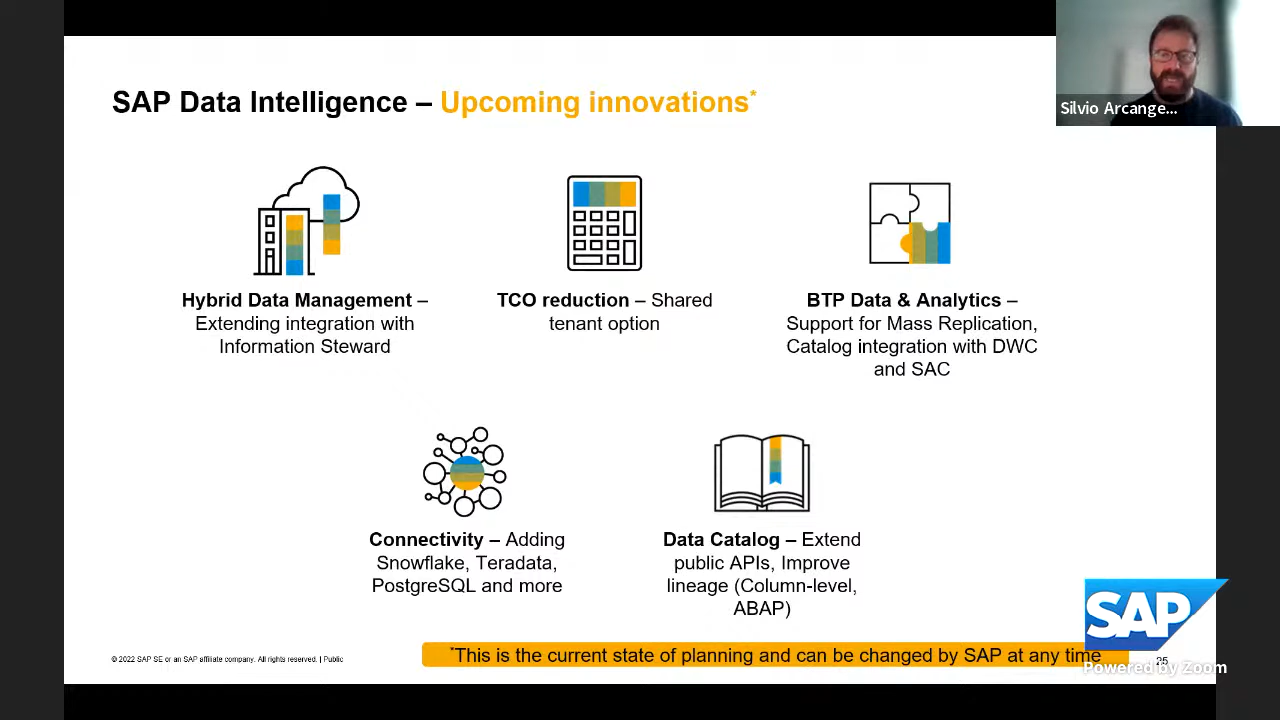 Silvio Arcange...
SAP Data Intelligence – Upcoming innovations*
Hybrid Data Management –
Extending integration with
Information Steward
TCO reduction – Shared
tenant option
BTP Data & Analytics –
Support for Mass Replication,
Catalog integration with DWC
and SAC
Connectivity – Adding
Snowflake, Teradata,
PostgreSQL and more
Data Catalog – Extend
public APIs, Improve
lineage (Column-level,
ABAP)
SAP
© 2022 SAP SE or an SAP affiliate company. All rights reserved. | Public
*This is the current state of planning and can be changed by SAP at any time
25
Powered by Zoom